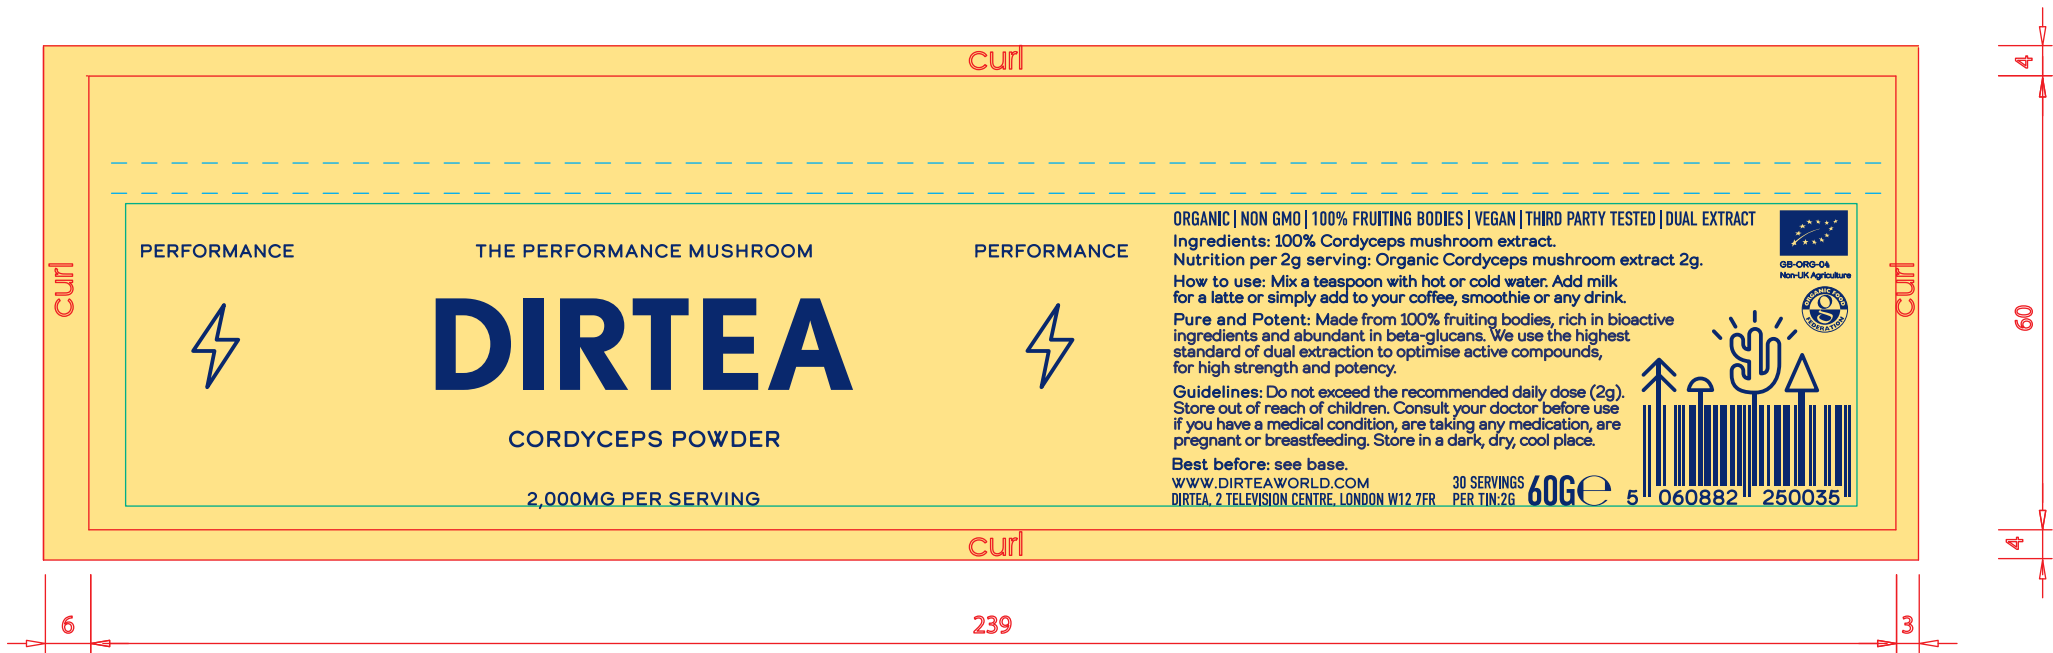 curl
curl
PERFORMANCE
THE PERFORMANCE MUSHROOM
DIRTEA
CORDYCEPS POWDER
2,000MG PER SERVING
PERFORMANCE
ORGANIC | NON GMO | 100% FRUITING BODIES | VEGAN | THIRD PARTY TESTED | DUAL EXTRACT
Ingredients: 100% Cordyceps mushroom extract.
Nutrition per 2g serving: Organic Cordyceps mushroom extract 2g.
How to use: Mix a teaspoon with hot or cold water. Add milk
for a latte or simply add to your coffee, smoothie or any drink.
Pure and Potent: Made from 100% fruiting bodies, rich in bioactive
ingredients and abundant in beta-glucans. We use the highest
standard of dual extraction to optimise active compounds,
for high strength and potency.
Guidelines: Do not exceed the recommended daily dose (2g).
Store out of reach of children. Consult your doctor before use
if you have a medical condition, are taking any medication, are
pregnant or breastfeeding. Store in a dark, dry, cool place.
Best before: see base.
WWW.DIRTEAWORLD.COM
DIRTEA, 2 TELEVISION CENTRE, LONDON W12 7FR
30 SERVINGS
PER TIN:2G
60G℮
GB-ORG-04
Non-UK Agriculture
ORGANIC FOOD
FEDERATION
5 060882 250035
curl
curl
4
60
4
6
239
3